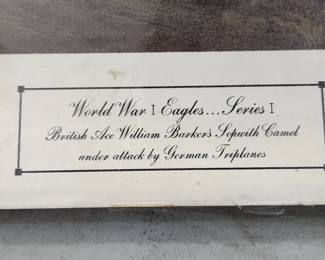 World War I Eagles...Series I
British Ace William Barker's Sopwith Camel
under attack by German Triplanes